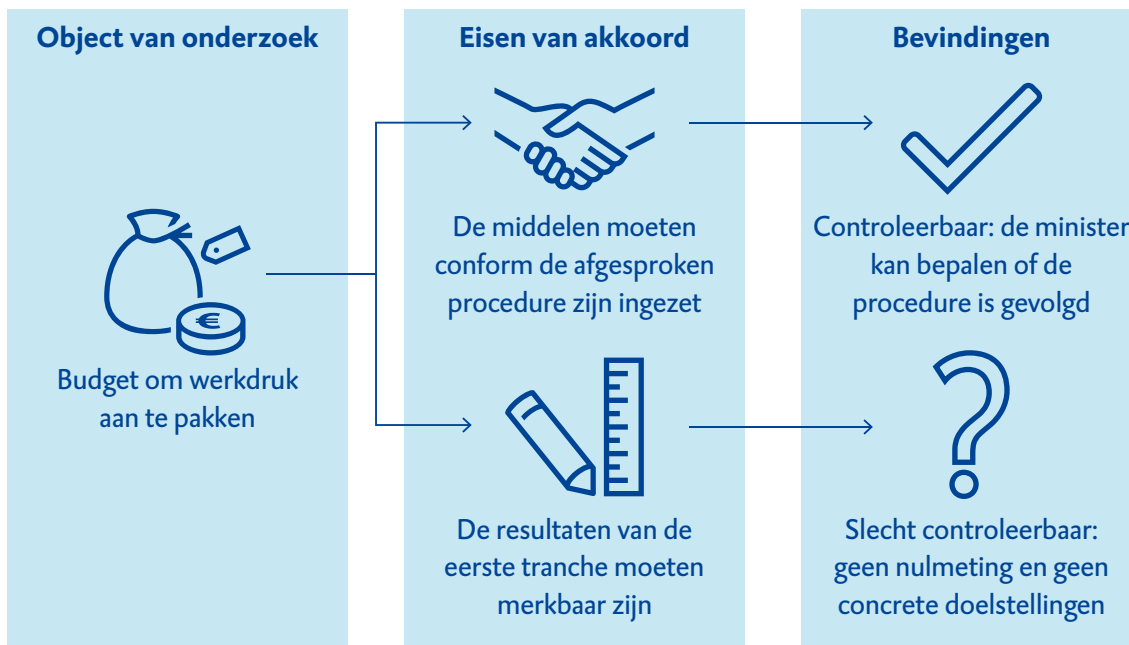 Object van onderzoek
Budget om werkdruk
aan te pakken
Eisen van akkoord
De middelen moeten
conform de afgesproken
procedure zijn ingezet
De resultaten van de
eerste tranche moeten
merkbaar zijn
Bevindingen
Controleerbaar: de minister
kan bepalen of de
procedure is gevolgd
Slecht controleerbaar:
geen nulmeting en geen
concrete doelstellingen